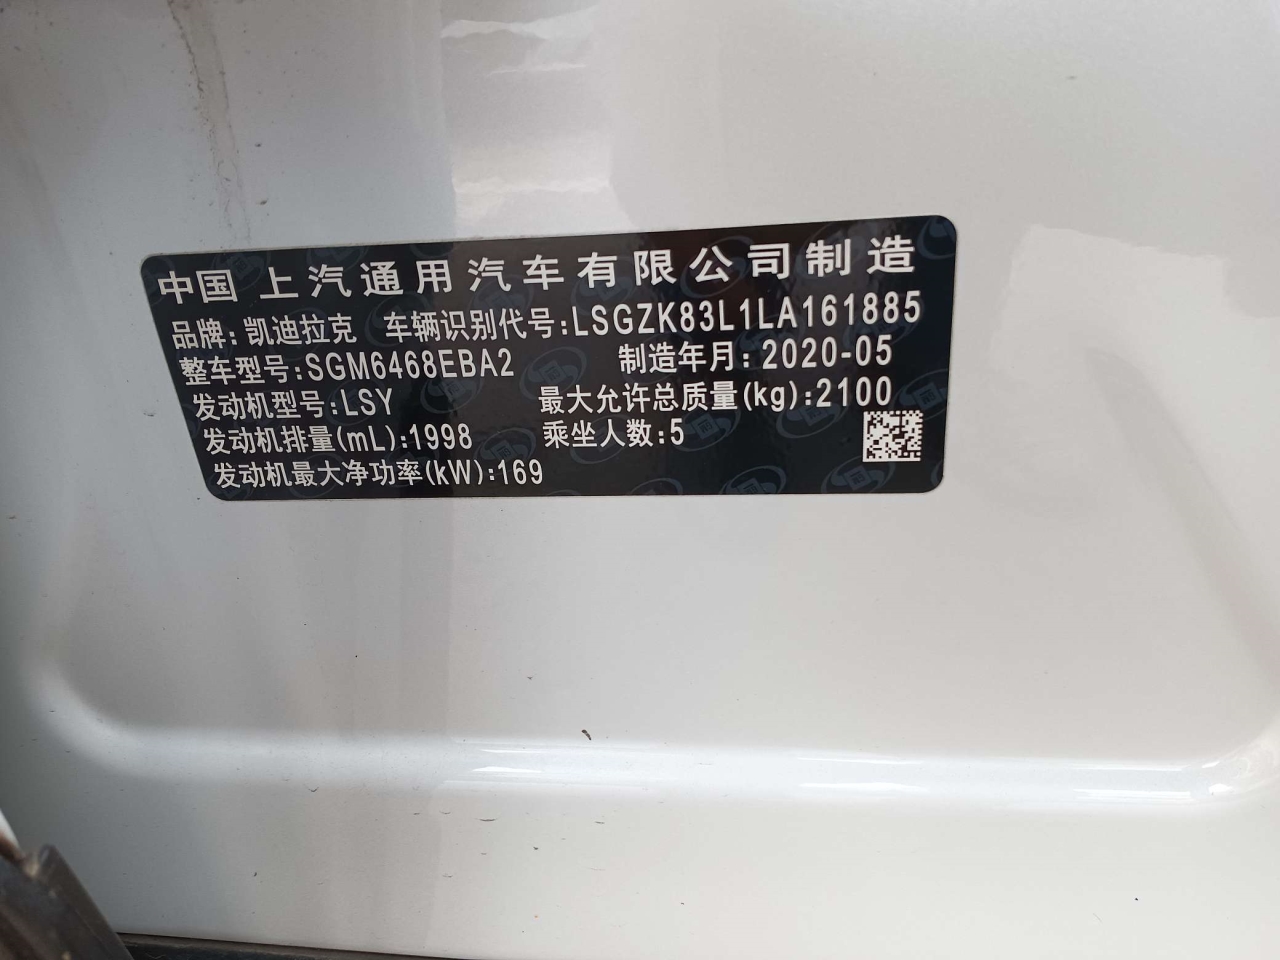 中国 上汽通用汽车有限公司制造
品牌:凯迪拉克 车辆识别代号:LSGZK83L1LA161885
整车型号:SGM6468EBA2 制造年月:2020-05
发动机型号:LSY 最大允许总质量(kg):2100
发动机排量(mL):1998 乘坐人数:5
发动机最大净功率(kW):169